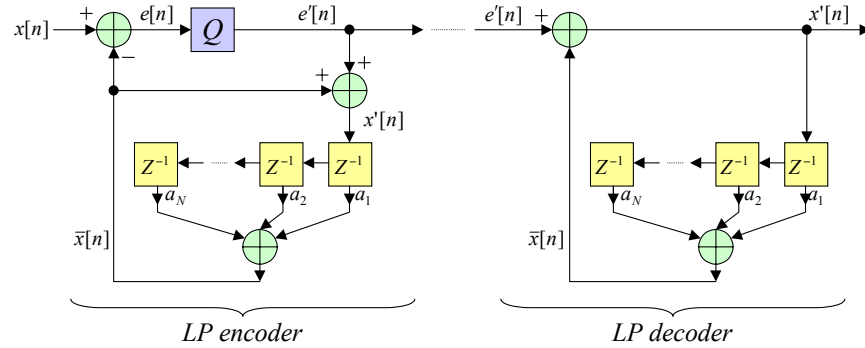 x[n] + e[n] Q e'[n] e'[n] + x'[n]
−
+ +
x'[n]
Z⁻¹ Z⁻¹ Z⁻¹ Z⁻¹ Z⁻¹ Z⁻¹
a_N a_2 a_1 a_N a_2 a_1
x̄[n] x̄[n]
LP encoder LP decoder